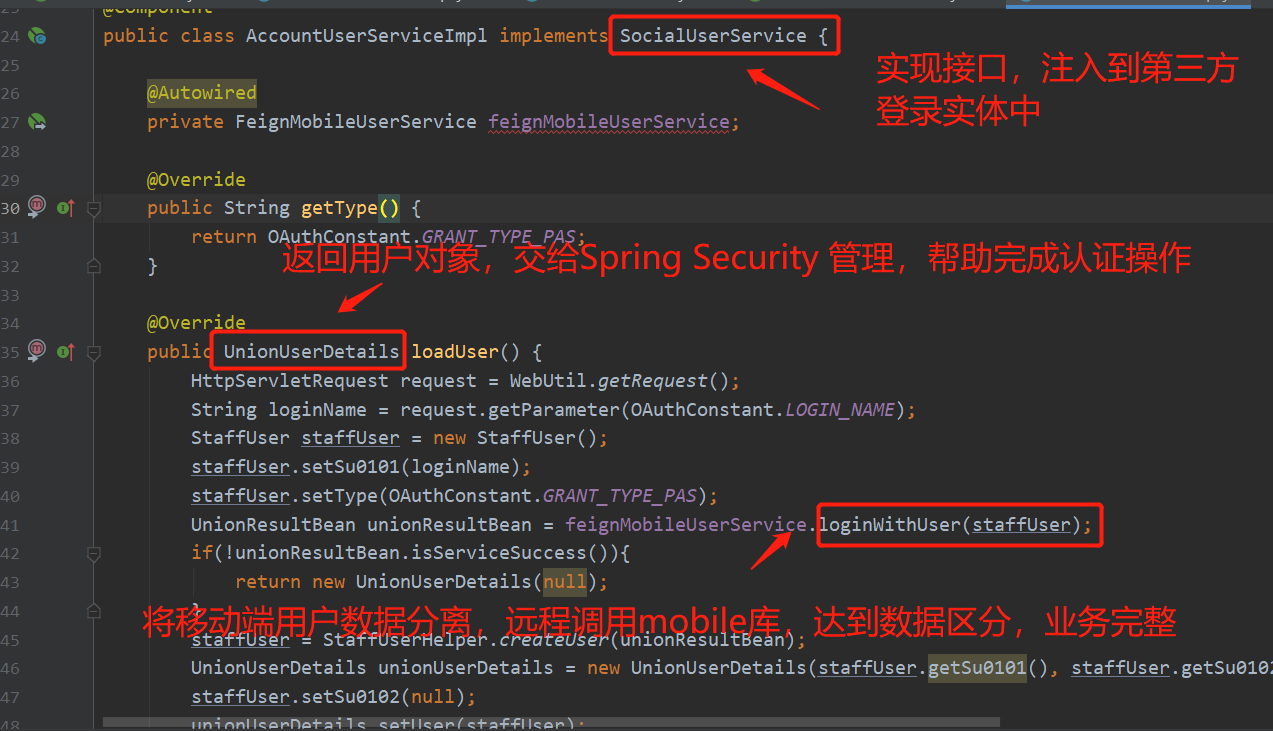 @Component
24 public class AccountUserServiceImpl implements SocialUserService {
25
实现接口，注入到第三方
登录实体中
26 @Autowired
27 private FeignMobileUserService feignMobileUserService;
28
29 @Override
30 public String getType() {
31 return OAuthConstant.GRANT_TYPE_PAS;
返回用户对象，交给Spring Security 管理，帮助完成认证操作
32 }
33
34 @Override
35 public UnionUserDetails loadUser() {
36 HttpServletRequest request = WebUtil.getRequest();
37 String loginName = request.getParameter(OAuthConstant.LOGIN_NAME);
38 StaffUser staffUser = new StaffUser();
39 staffUser.setSu0101(loginName);
40 staffUser.setType(OAuthConstant.GRANT_TYPE_PAS);
41 UnionResultBean unionResultBean = feignMobileUserService.loginWithUser(staffUser);
42 if(!unionResultBean.isServiceSuccess()){
43 return new UnionUserDetails(null);
44 }
将移动端用户数据分离，远程调用mobile库，达到数据区分，业务完整
45 staffUser = StaffUserHelper.createUser(unionResultBean);
46 UnionUserDetails unionUserDetails = new UnionUserDetails(staffUser.getSu0101(), staffUser.getSu0102
47 staffUser.setSu0102(null);
48 unionUserDetails.setUser(staffUser);